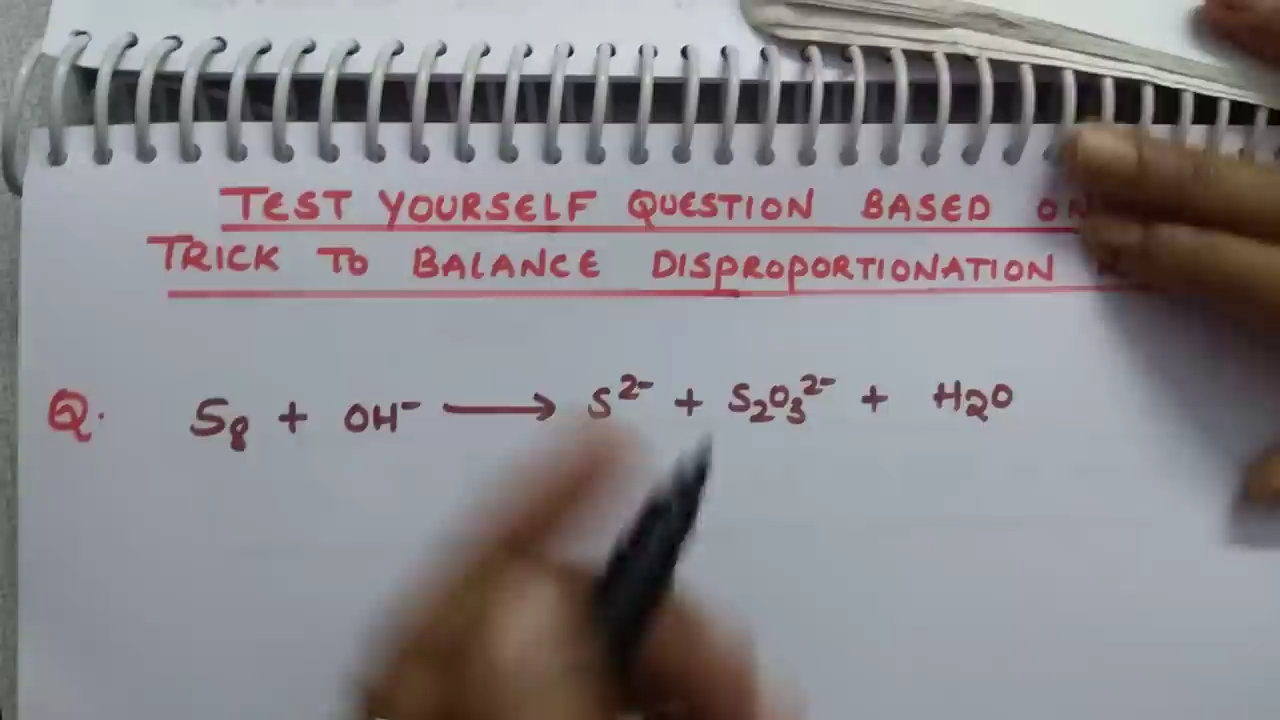 TEST YOURSELF QUESTION BASED ON
TRICK TO BALANCE DISPROPORTIONATION
Q. S₈ + OH⁻ ⟶ S²⁻ + S₂O₃²⁻ + H₂O